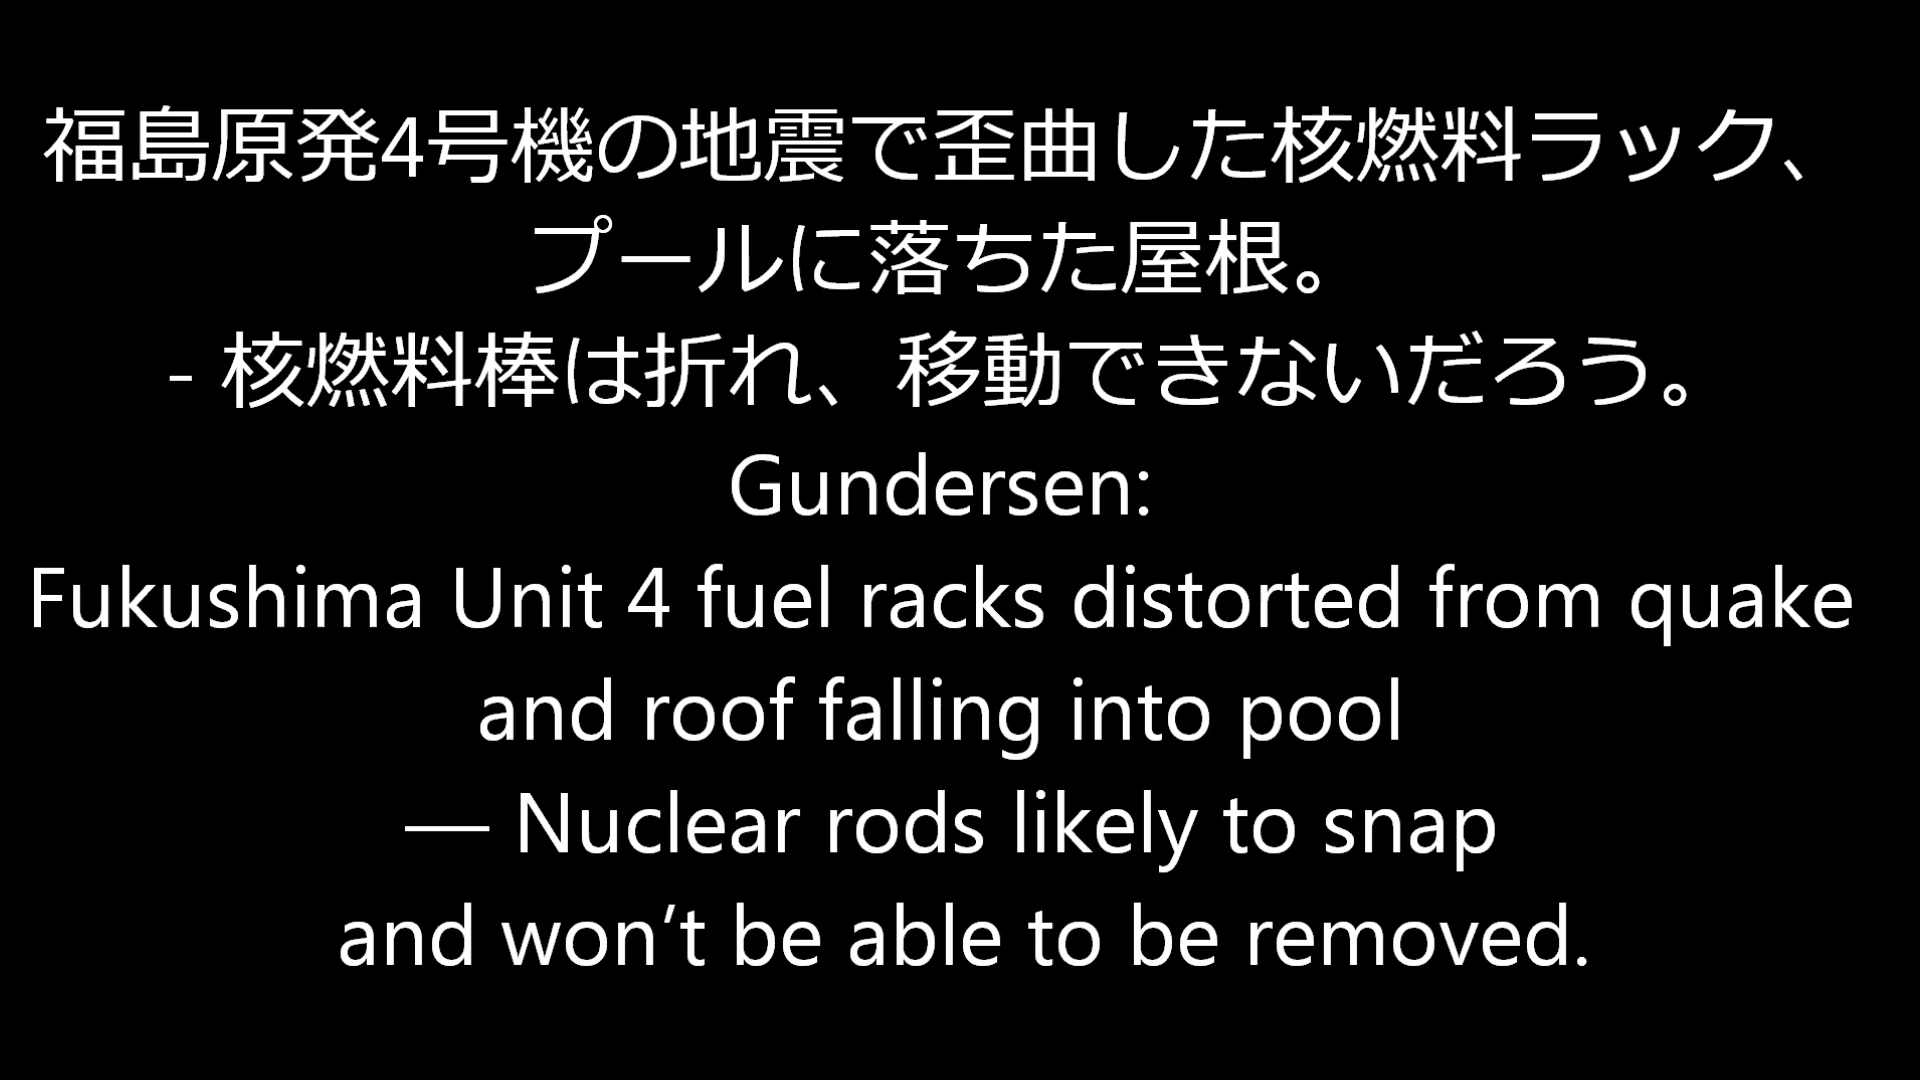 福島原発4号機の地震で歪曲した核燃料ラック、
プールに落ちた屋根。
- 核燃料棒は折れ、移動できないだろう。
Gundersen:
Fukushima Unit 4 fuel racks distorted from quake
and roof falling into pool
— Nuclear rods likely to snap
and won’t be able to be removed.